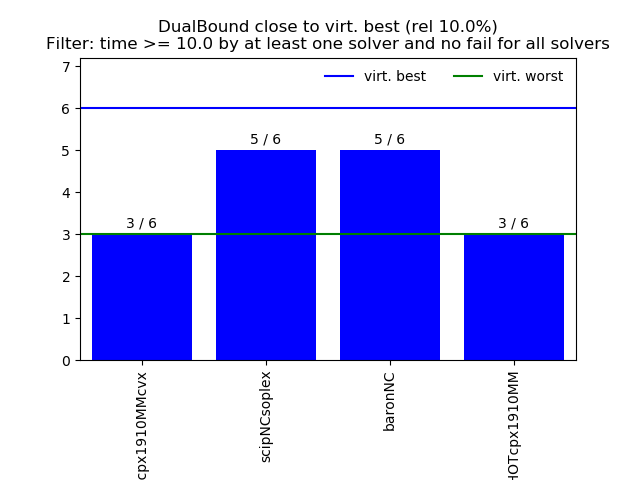 DualBound close to virt. best (rel 10.0%)
Filter: time >= 10.0 by at least one solver and no fail for all solvers
virt. best
virt. worst
7
6
5
4
3
2
1
0
3 / 6
5 / 6
5 / 6
3 / 6
cpx1910MMcvx
scipNCsoplex
baronNC